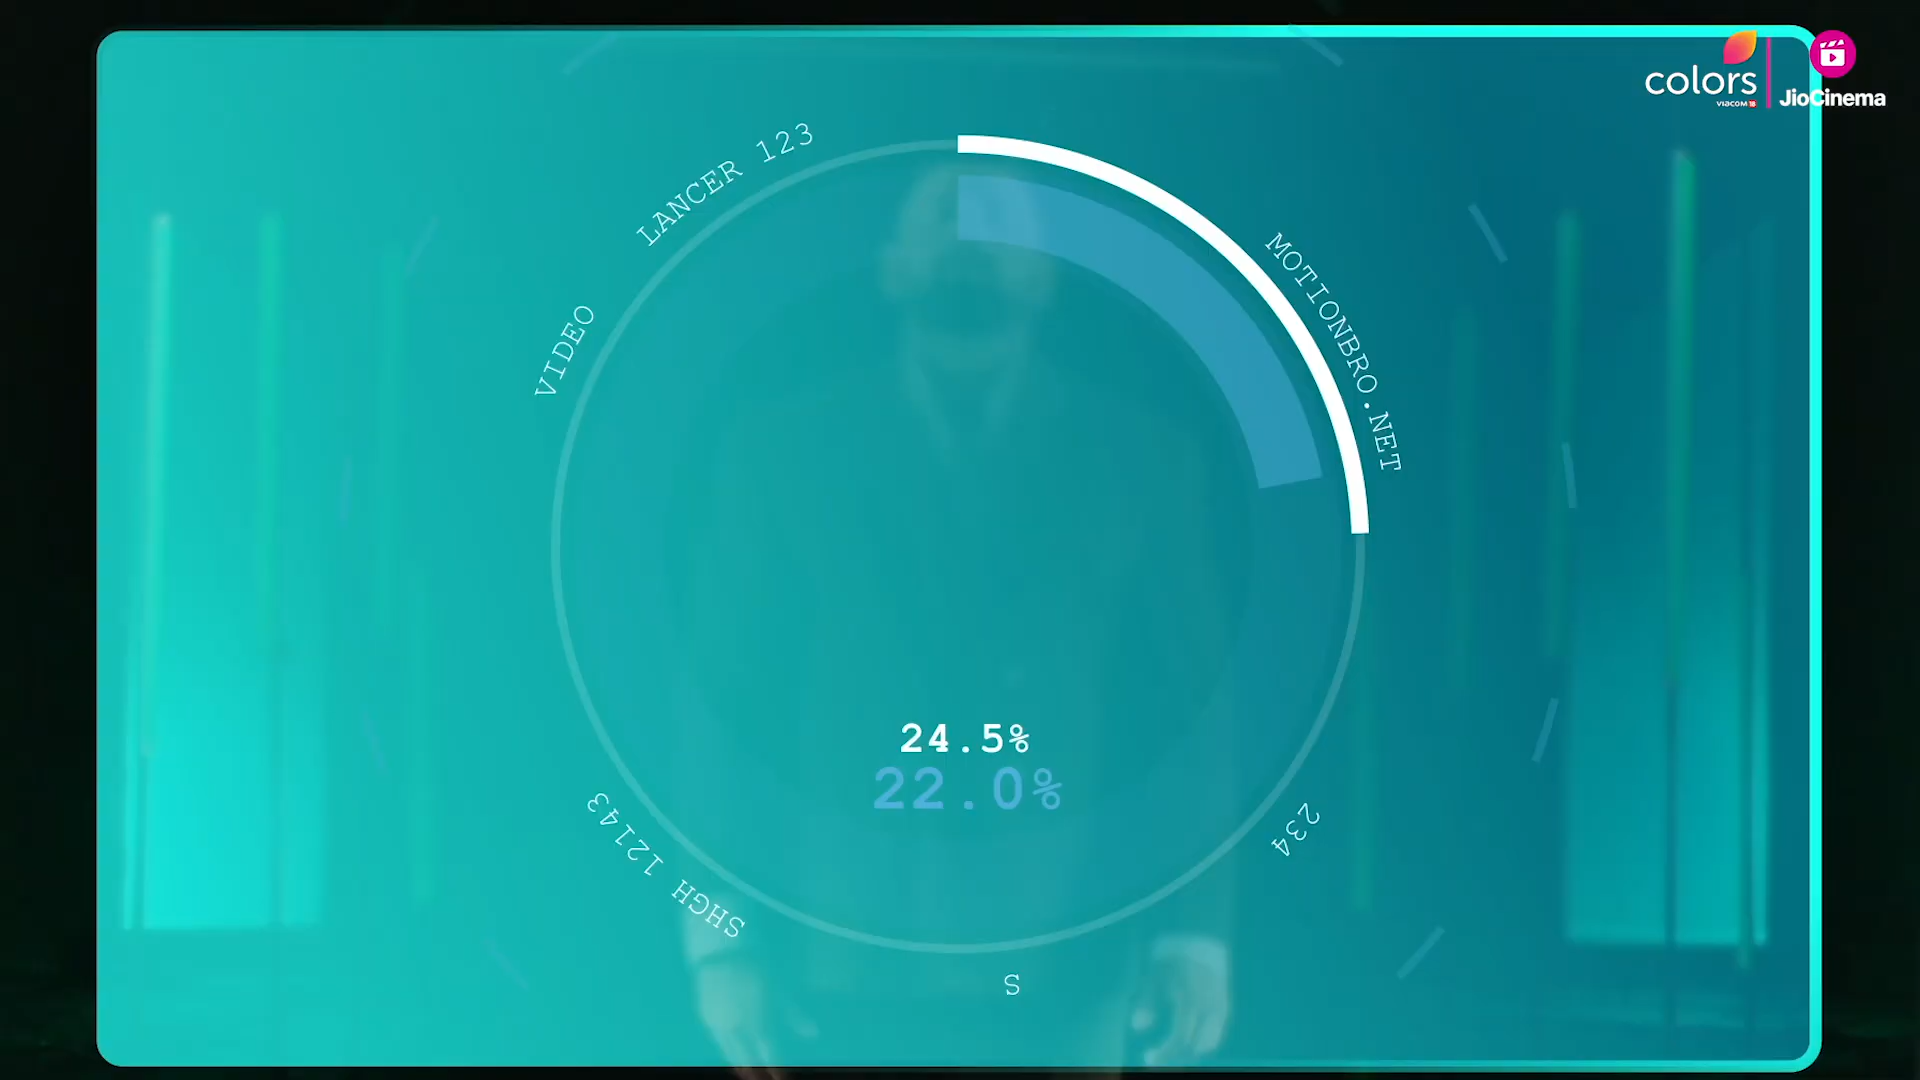 colors
VIACOM18
JioCinema
LANCER 123
MOTIONBRO.NET
VIDEO
24.5%
22.0%
SHGH 12143
234
S